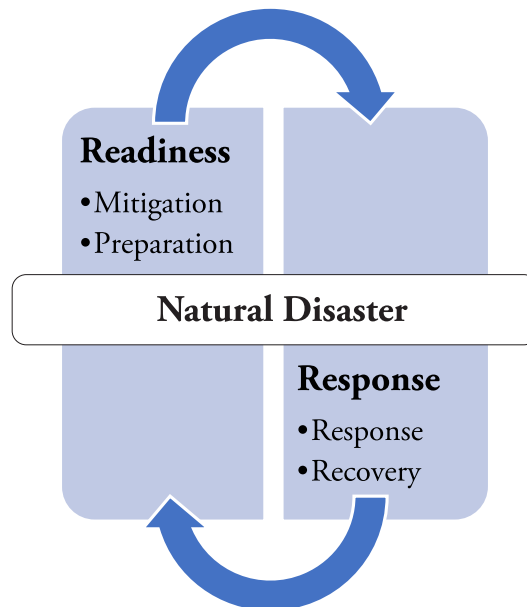 Readiness
•Mitigation
•Preparation
Natural Disaster
Response
•Response
•Recovery